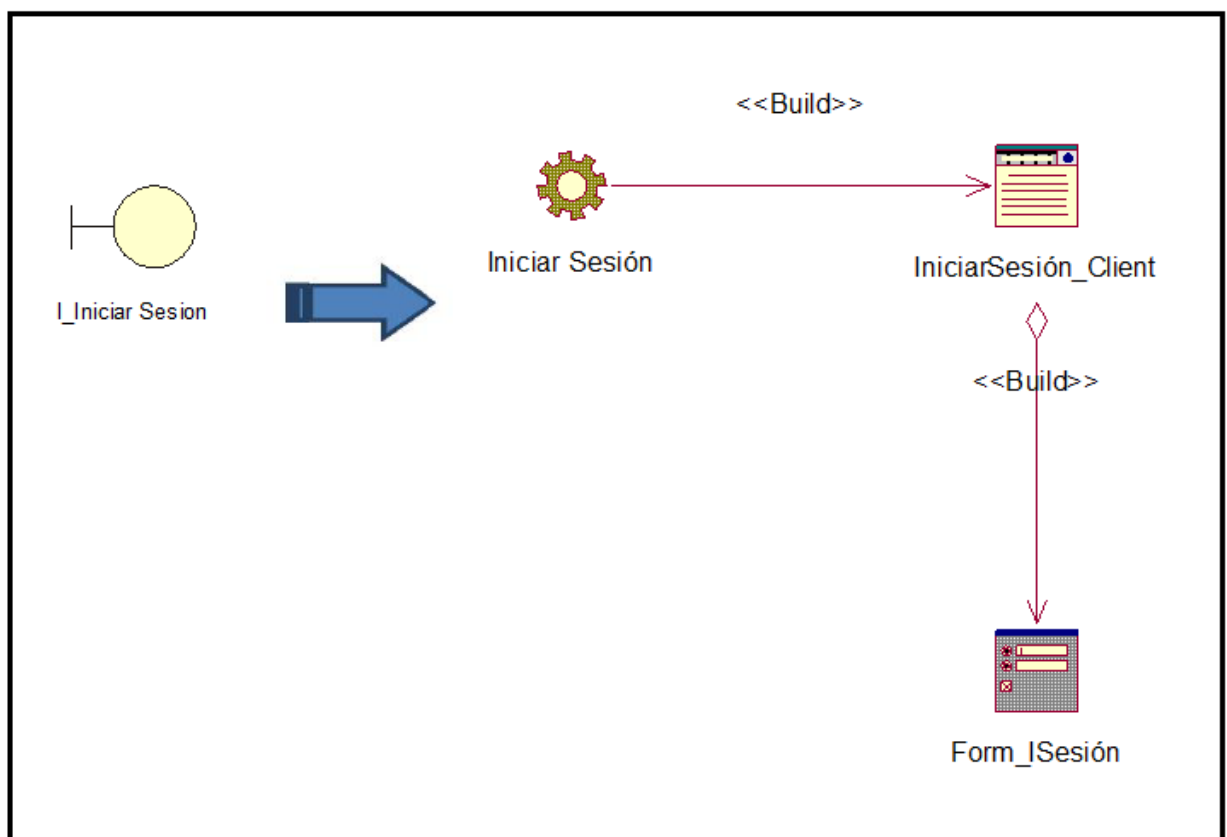 <<Build>>
I_Iniciar Sesion
Iniciar Sesión
IniciarSesión_Client
<<Build>>
Form_ISesión